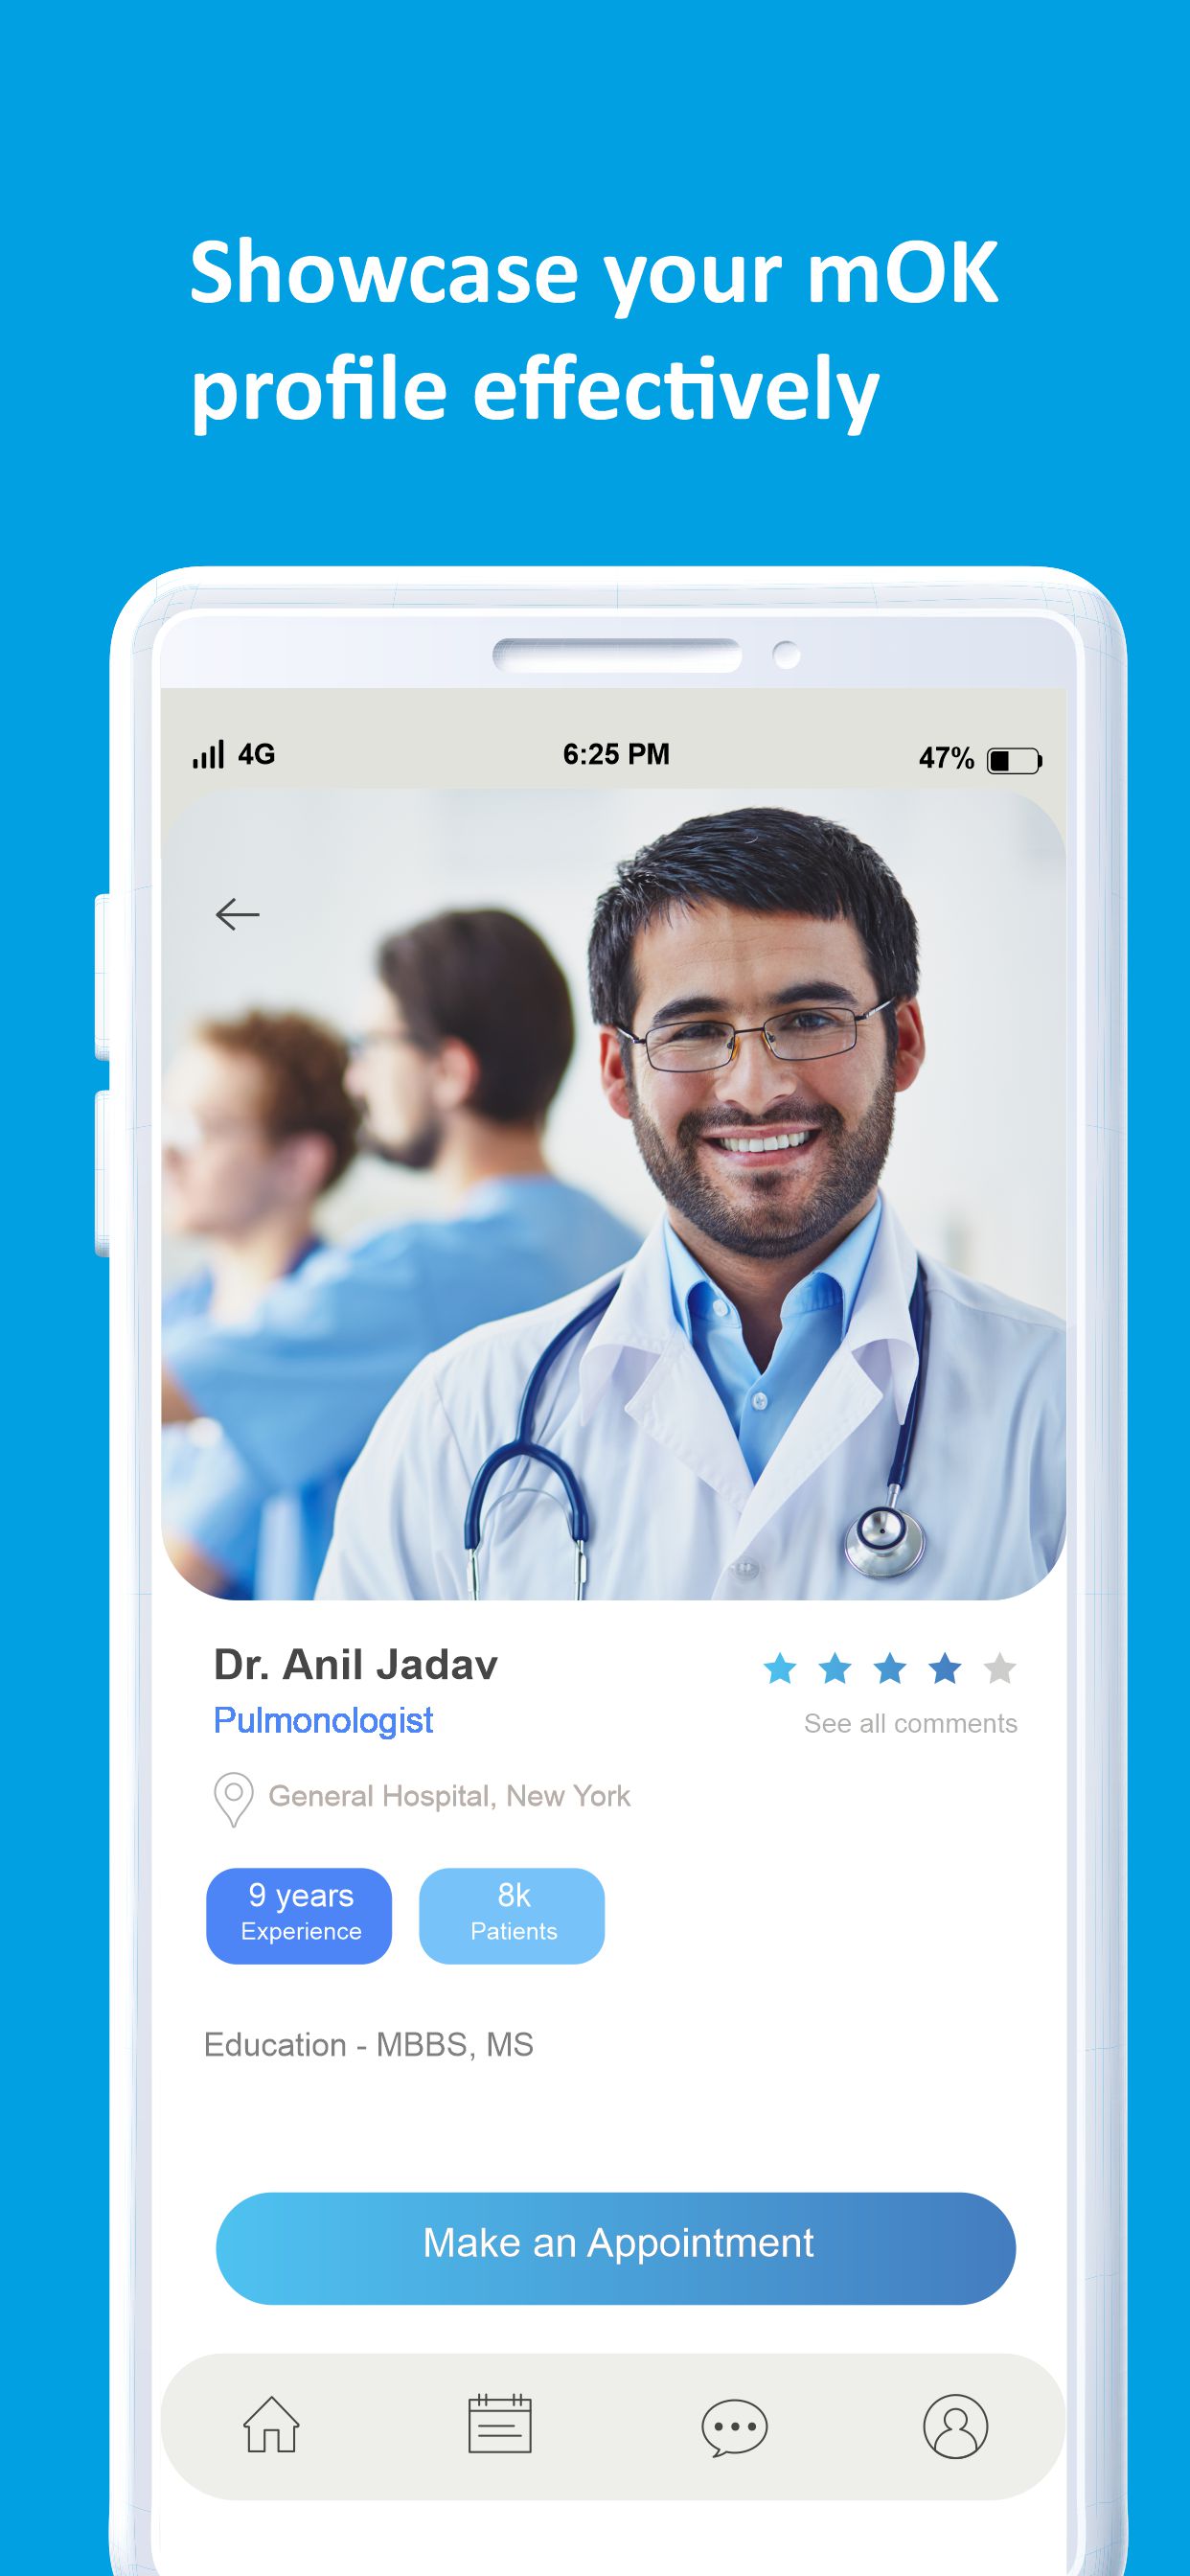 Showcase your mOK
profile effectively
4G
6:25 PM
47%
Dr. Anil Jadav
Pulmonologist
See all comments
General Hospital, New York
9 years
Experience
8k
Patients
Education - MBBS, MS
Make an Appointment